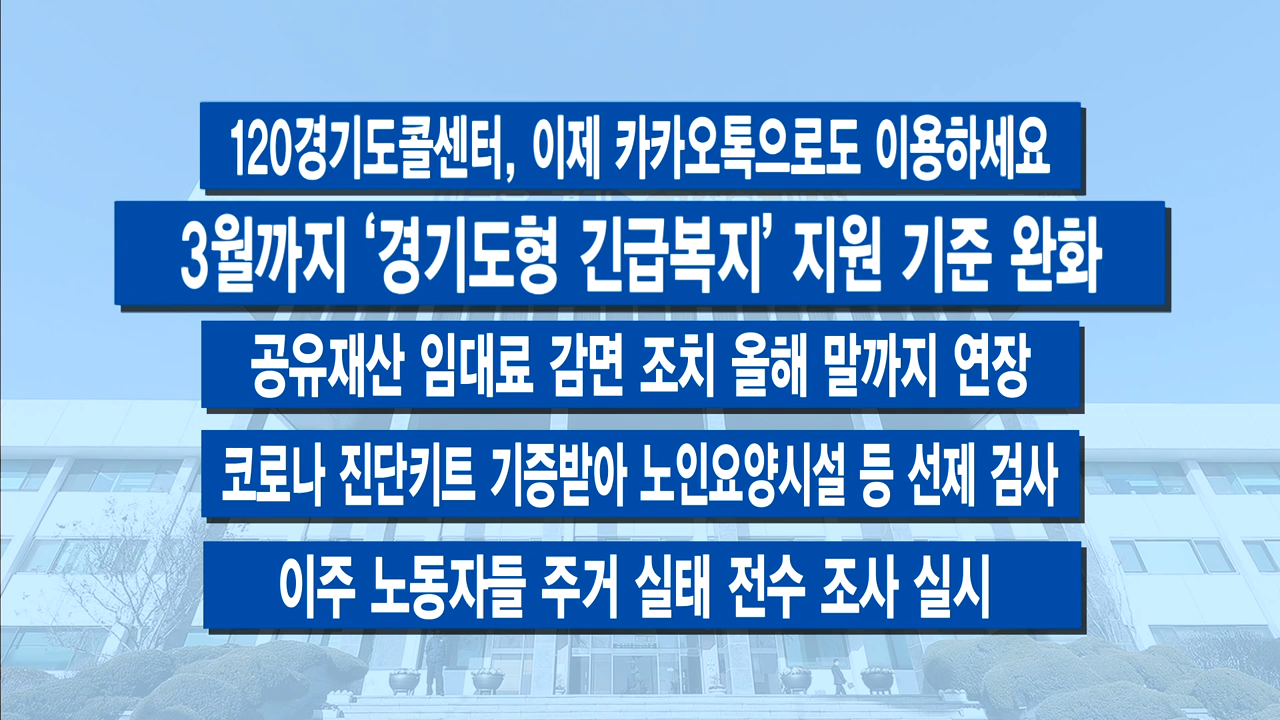 120경기도콜센터, 이제 카카오톡으로도 이용하세요
3월까지 ‘경기도형 긴급복지’ 지원 기준 완화
공유재산 임대료 감면 조치 올해 말까지 연장
코로나 진단키트 기증받아 노인요양시설 등 선제 검사
이주 노동자들 주거 실태 전수 조사 실시